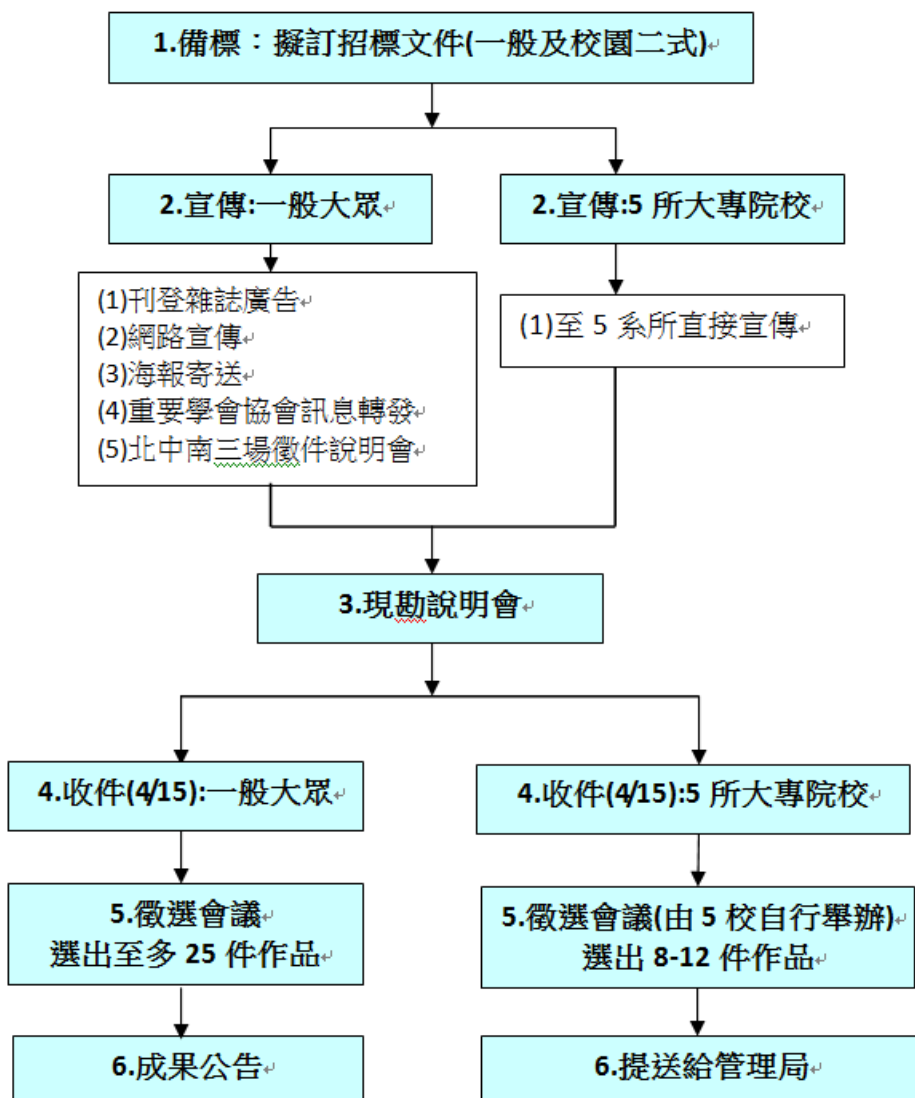 1.備標：擬訂招標文件(一般及校園二式)↵
2.宣傳:一般大眾↵
2.宣傳:5 所大專院校↵
(1)刊登雜誌廣告↵
(2)網路宣傳↵
(3)海報寄送↵
(4)重要學會協會訊息轉發↵
(5)北中南三場徵件說明會↵
(1)至 5 系所直接宣傳↵
3.現勘說明會↵
4.收件(4/15):一般大眾↵
4.收件(4/15):5 所大專院校↵
5.徵選會議
選出至多 25 件作品↵
5.徵選會議(由 5 校自行舉辦)
選出 8-12 件作品↵
6.成果公告↵
6.提送給管理局↵